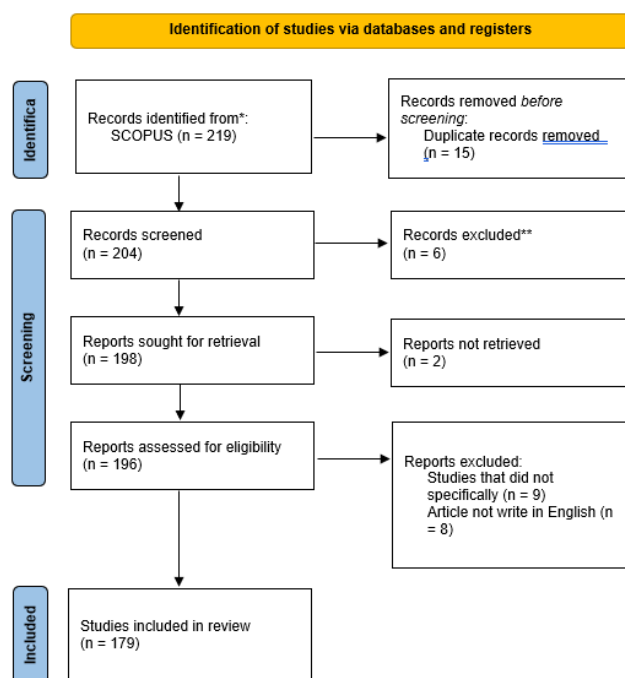 Identification of studies via databases and registers
Identifica
Records identified from*:
SCOPUS (n = 219)
Records removed before
screening:
Duplicate records removed
(n = 15)
Screening
Records screened
(n = 204)
Records excluded**
(n = 6)
Reports sought for retrieval
(n = 198)
Reports not retrieved
(n = 2)
Reports assessed for eligibility
(n = 196)
Reports excluded:
Studies that did not
specifically (n = 9)
Article not write in English (n
= 8)
Included
Studies included in review
(n = 179)